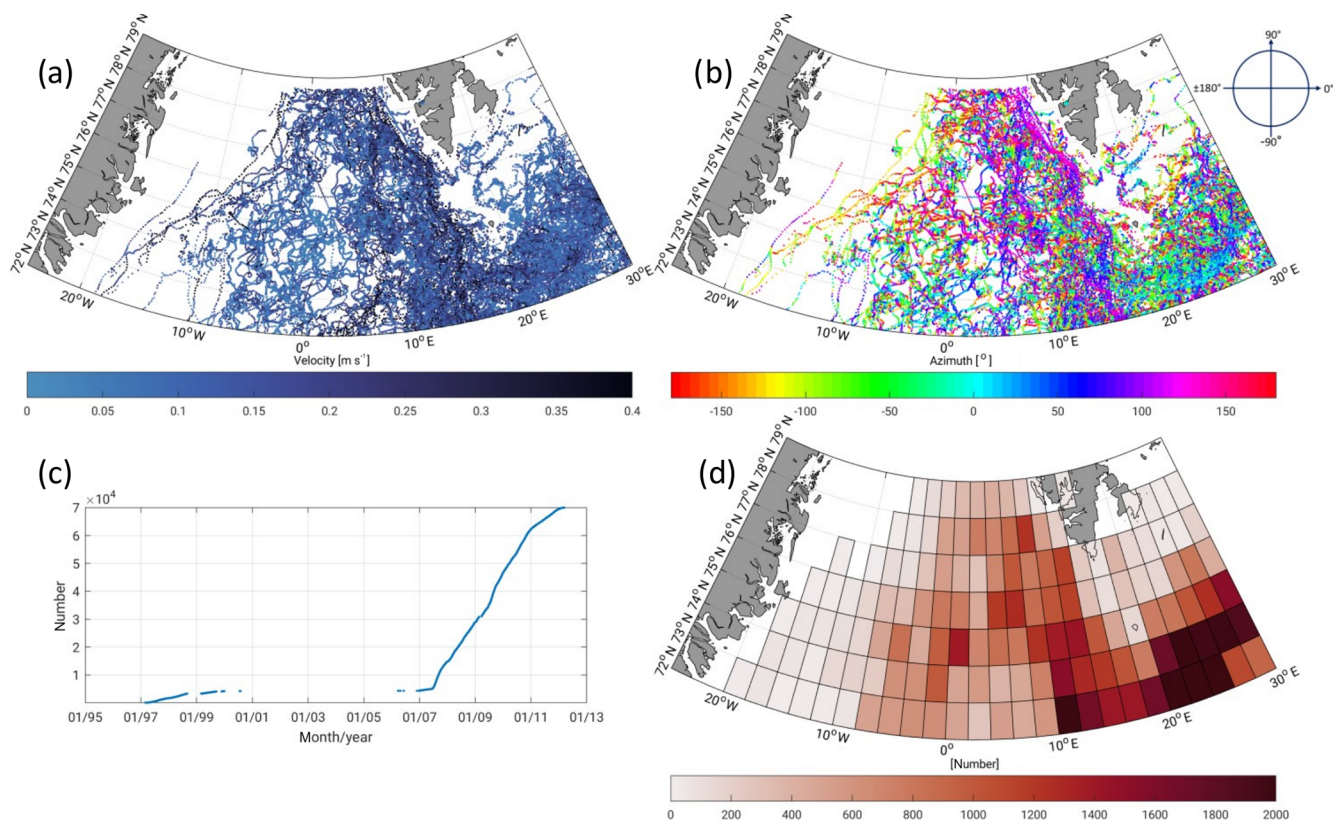 (a)
79° N
78° N
77° N
76° N
75° N
74° N
73° N
72° N
20°W
10°W
0°
10°E
20°E
30°E
Velocity [m s⁻¹]
0 0.05 0.1 0.15 0.2 0.25 0.3 0.35 0.4
(b)
90°
±180° 0°
-90°
79° N
78° N
77° N
76° N
75° N
74° N
73° N
72° N
20°W
10°W
0°
10°E
20°E
30°E
Azimuth [°]
-150 -100 -50 0 50 100 150
(c)
×10⁴
7
6
5
4
3
2
1
Number
01/95 01/97 01/99 01/01 01/03 01/05 01/07 01/09 01/11 01/13
Month/year
(d)
79° N
78° N
77° N
76° N
75° N
74° N
73° N
72° N
20°W
10°W
0°
10°E
20°E
30°E
[Number]
0 200 400 600 800 1000 1200 1400 1600 1800 2000